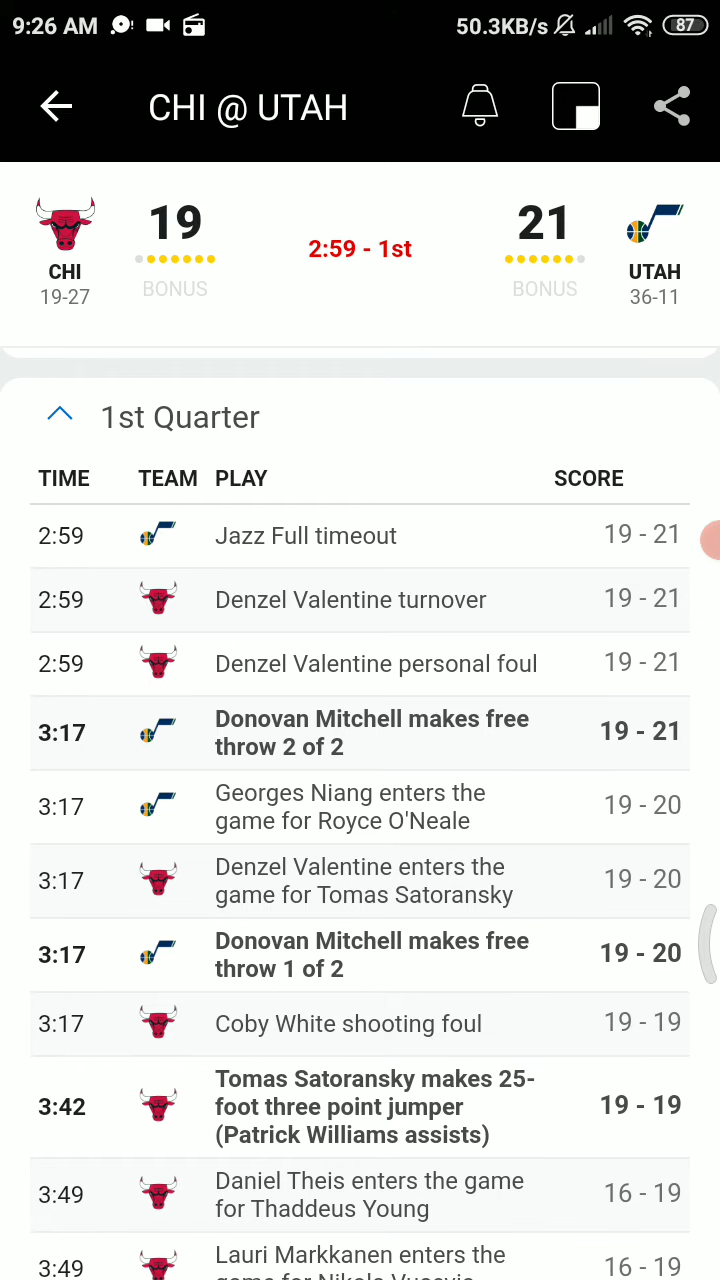 9:26 AM 50.3KB/s 87
CHI @ UTAH
19 21
2:59 - 1st
CHI UTAH
19-27 BONUS BONUS 36-11
1st Quarter
TIME TEAM PLAY SCORE
2:59 Jazz Full timeout 19 - 21
2:59 Denzel Valentine turnover 19 - 21
2:59 Denzel Valentine personal foul 19 - 21
3:17 Donovan Mitchell makes free 19 - 21
throw 2 of 2
3:17 Georges Niang enters the 19 - 20
game for Royce O'Neale
3:17 Denzel Valentine enters the 19 - 20
game for Tomas Satoransky
3:17 Donovan Mitchell makes free 19 - 20
throw 1 of 2
3:17 Coby White shooting foul 19 - 19
Tomas Satoransky makes 25-
3:42 foot three point jumper 19 - 19
(Patrick Williams assists)
3:49 Daniel Theis enters the game 16 - 19
for Thaddeus Young
3:49 Lauri Markkanen enters the 16 - 19